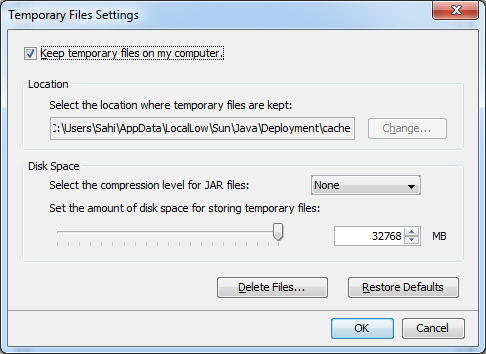 Temporary Files Settings
Keep temporary files on my computer.
Location
Select the location where temporary files are kept:
C:\Users\Sahi\AppData\LocalLow\Sun\Java\Deployment\cache
Change...
Disk Space
Select the compression level for JAR files:
None
Set the amount of disk space for storing temporary files:
32768 MB
Delete Files...
Restore Defaults
OK
Cancel